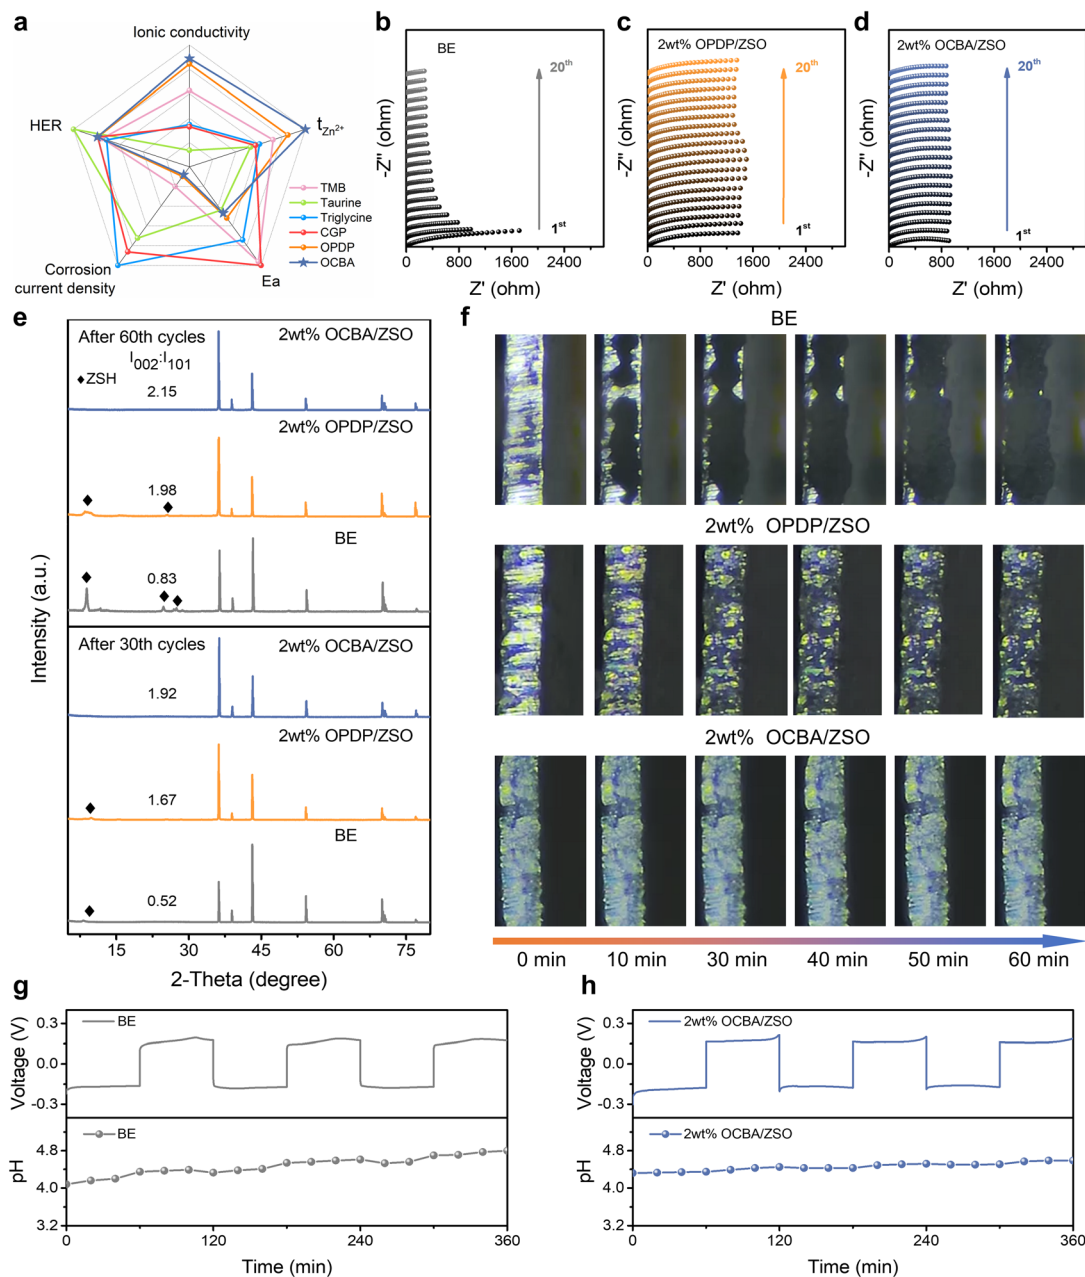 a
Ionic conductivity
HER
t_Zn²⁺
TMB
Taurine
Triglycine
CGP
OPDP
OCBA
Corrosion
current density
Ea
b
BE
20th
1st
-Z'' (ohm)
0 800 1600 2400
Z' (ohm)
c
2wt% OPDP/ZSO
20th
1st
-Z'' (ohm)
0 800 1600 2400
Z' (ohm)
d
2wt% OCBA/ZSO
20th
1st
-Z'' (ohm)
0 800 1600 2400
Z' (ohm)
e
After 60th cycles
I002:I101
2wt% OCBA/ZSO
◆ZSH
2.15
2wt% OPDP/ZSO
1.98
BE
0.83
After 30th cycles
2wt% OCBA/ZSO
1.92
2wt% OPDP/ZSO
1.67
BE
0.52
Intensity (a.u.)
15 30 45 60 75
2-Theta (degree)
f
BE
2wt% OPDP/ZSO
2wt% OCBA/ZSO
0 min 10 min 30 min 40 min 50 min 60 min
g
BE
Voltage (V)
0.3
0.0
-0.3
BE
pH
4.8
4.0
3.2
0 120 240 360
Time (min)
h
2wt% OCBA/ZSO
Voltage (V)
0.3
0.0
-0.3
2wt% OCBA/ZSO
pH
4.8
4.0
3.2
0 120 240 360
Time (min)